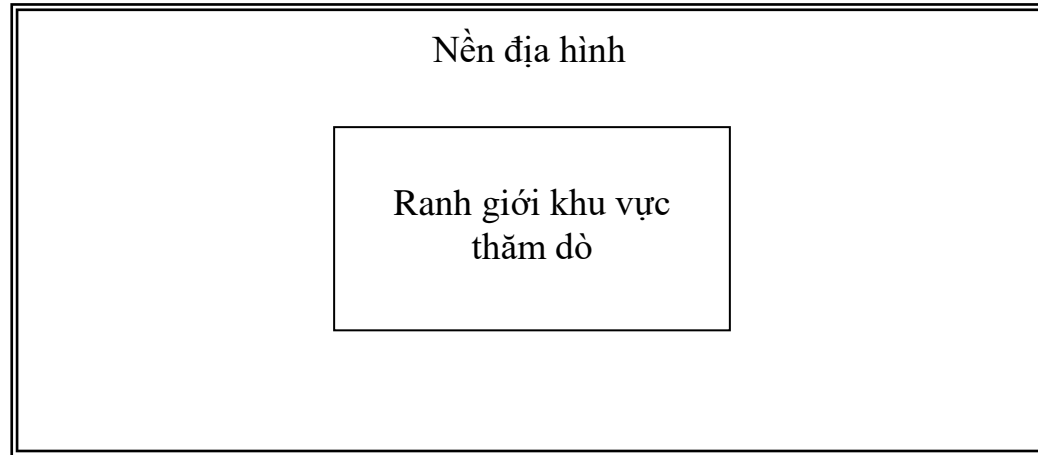 Nền địa hình
Ranh giới khu vực
thăm dò